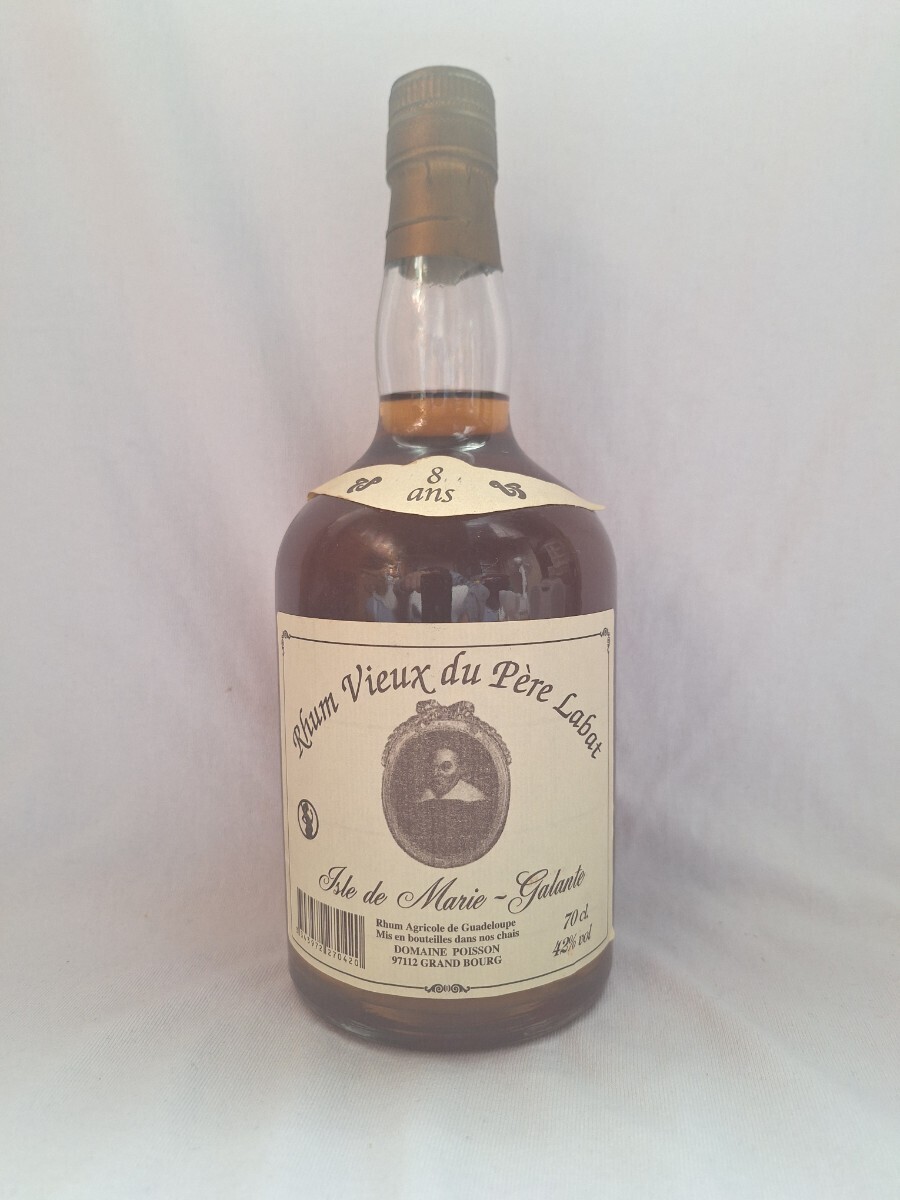 8
ans
Rhum Vieux du Père Labat
Isle de Marie ~ Galante
Rhum Agricole de Guadeloupe
Mis en bouteilles dans nos chais
DOMAINE POISSON
97112 GRAND BOURG
70 cl.
42% vol